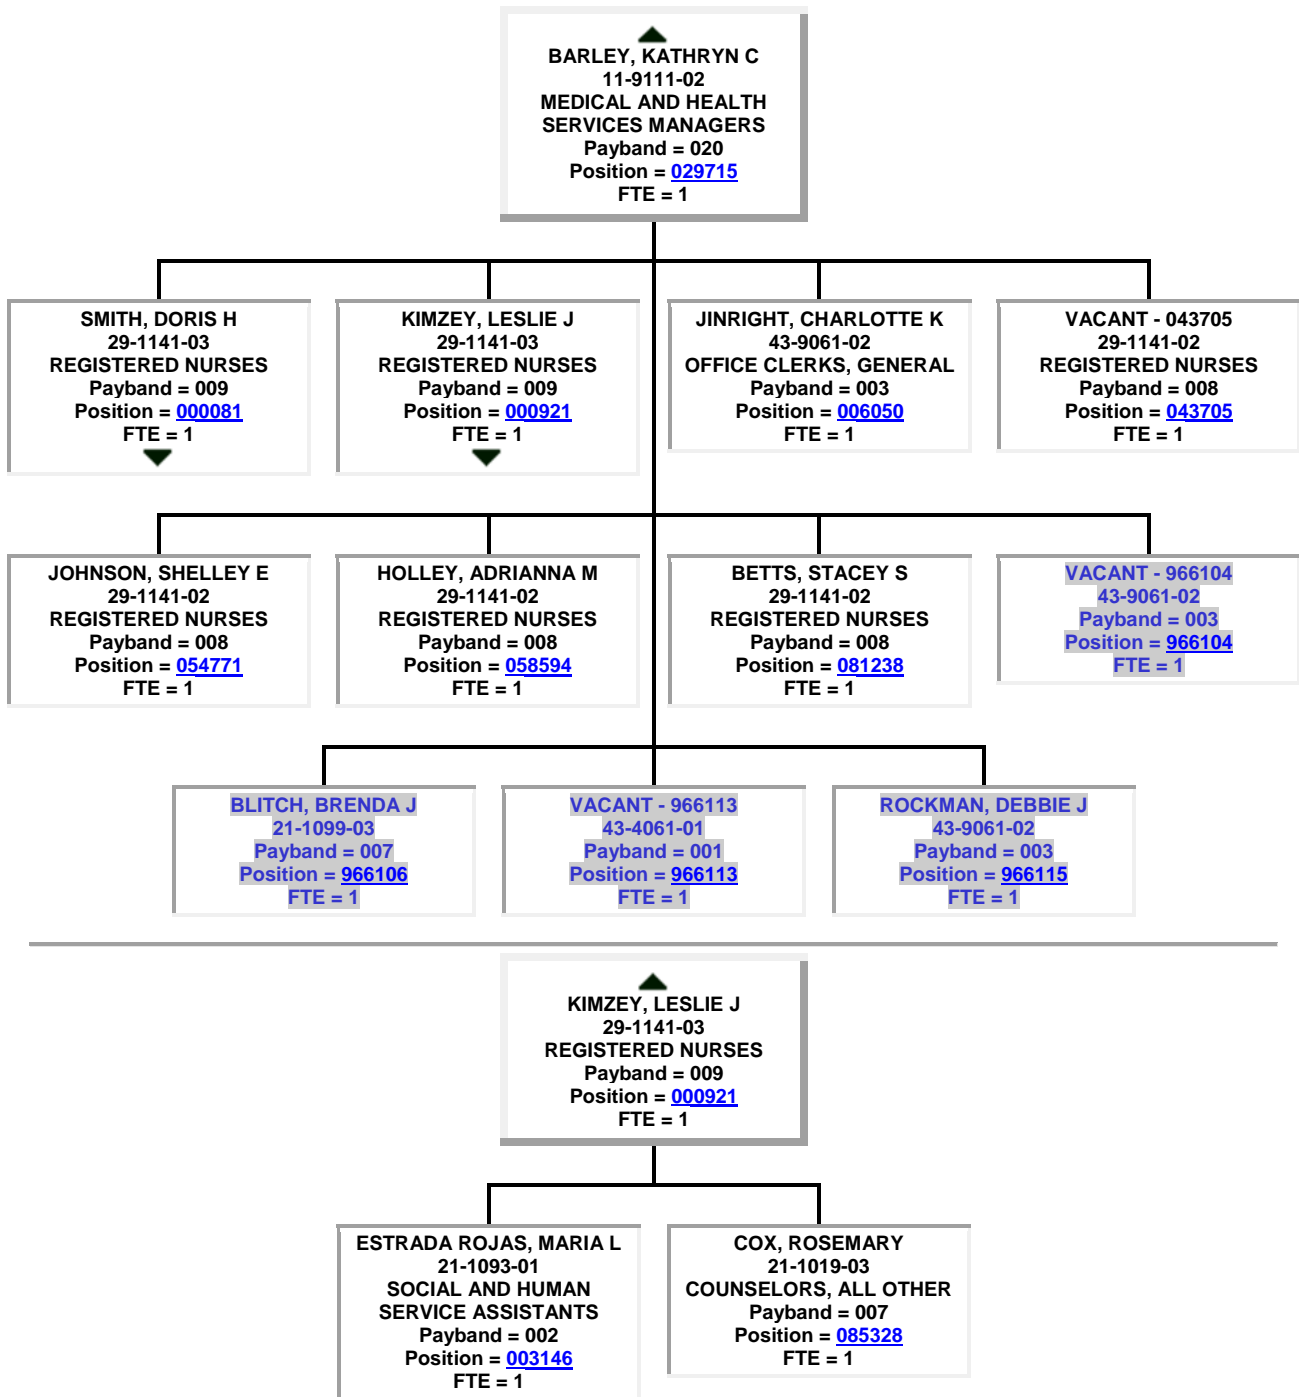 BARLEY, KATHRYN C
11-9111-02
MEDICAL AND HEALTH
SERVICES MANAGERS
Payband = 020
Position = 029715
FTE = 1
SMITH, DORIS H
29-1141-03
REGISTERED NURSES
Payband = 009
Position = 000081
FTE = 1
KIMZEY, LESLIE J
29-1141-03
REGISTERED NURSES
Payband = 009
Position = 000921
FTE = 1
JINRIGHT, CHARLOTTE K
43-9061-02
OFFICE CLERKS, GENERAL
Payband = 003
Position = 006050
FTE = 1
VACANT - 043705
29-1141-02
REGISTERED NURSES
Payband = 008
Position = 043705
FTE = 1
JOHNSON, SHELLEY E
29-1141-02
REGISTERED NURSES
Payband = 008
Position = 054771
FTE = 1
HOLLEY, ADRIANNA M
29-1141-02
REGISTERED NURSES
Payband = 008
Position = 058594
FTE = 1
BETTS, STACEY S
29-1141-02
REGISTERED NURSES
Payband = 008
Position = 081238
FTE = 1
VACANT - 966104
43-9061-02
Payband = 003
Position = 966104
FTE = 1
BLITCH, BRENDA J
21-1099-03
Payband = 007
Position = 966106
FTE = 1
VACANT - 966113
43-4061-01
Payband = 001
Position = 966113
FTE = 1
ROCKMAN, DEBBIE J
43-9061-02
Payband = 003
Position = 966115
FTE = 1
KIMZEY, LESLIE J
29-1141-03
REGISTERED NURSES
Payband = 009
Position = 000921
FTE = 1
ESTRADA ROJAS, MARIA L
21-1093-01
SOCIAL AND HUMAN
SERVICE ASSISTANTS
Payband = 002
Position = 003146
FTE = 1
COX, ROSEMARY
21-1019-03
COUNSELORS, ALL OTHER
Payband = 007
Position = 085328
FTE = 1